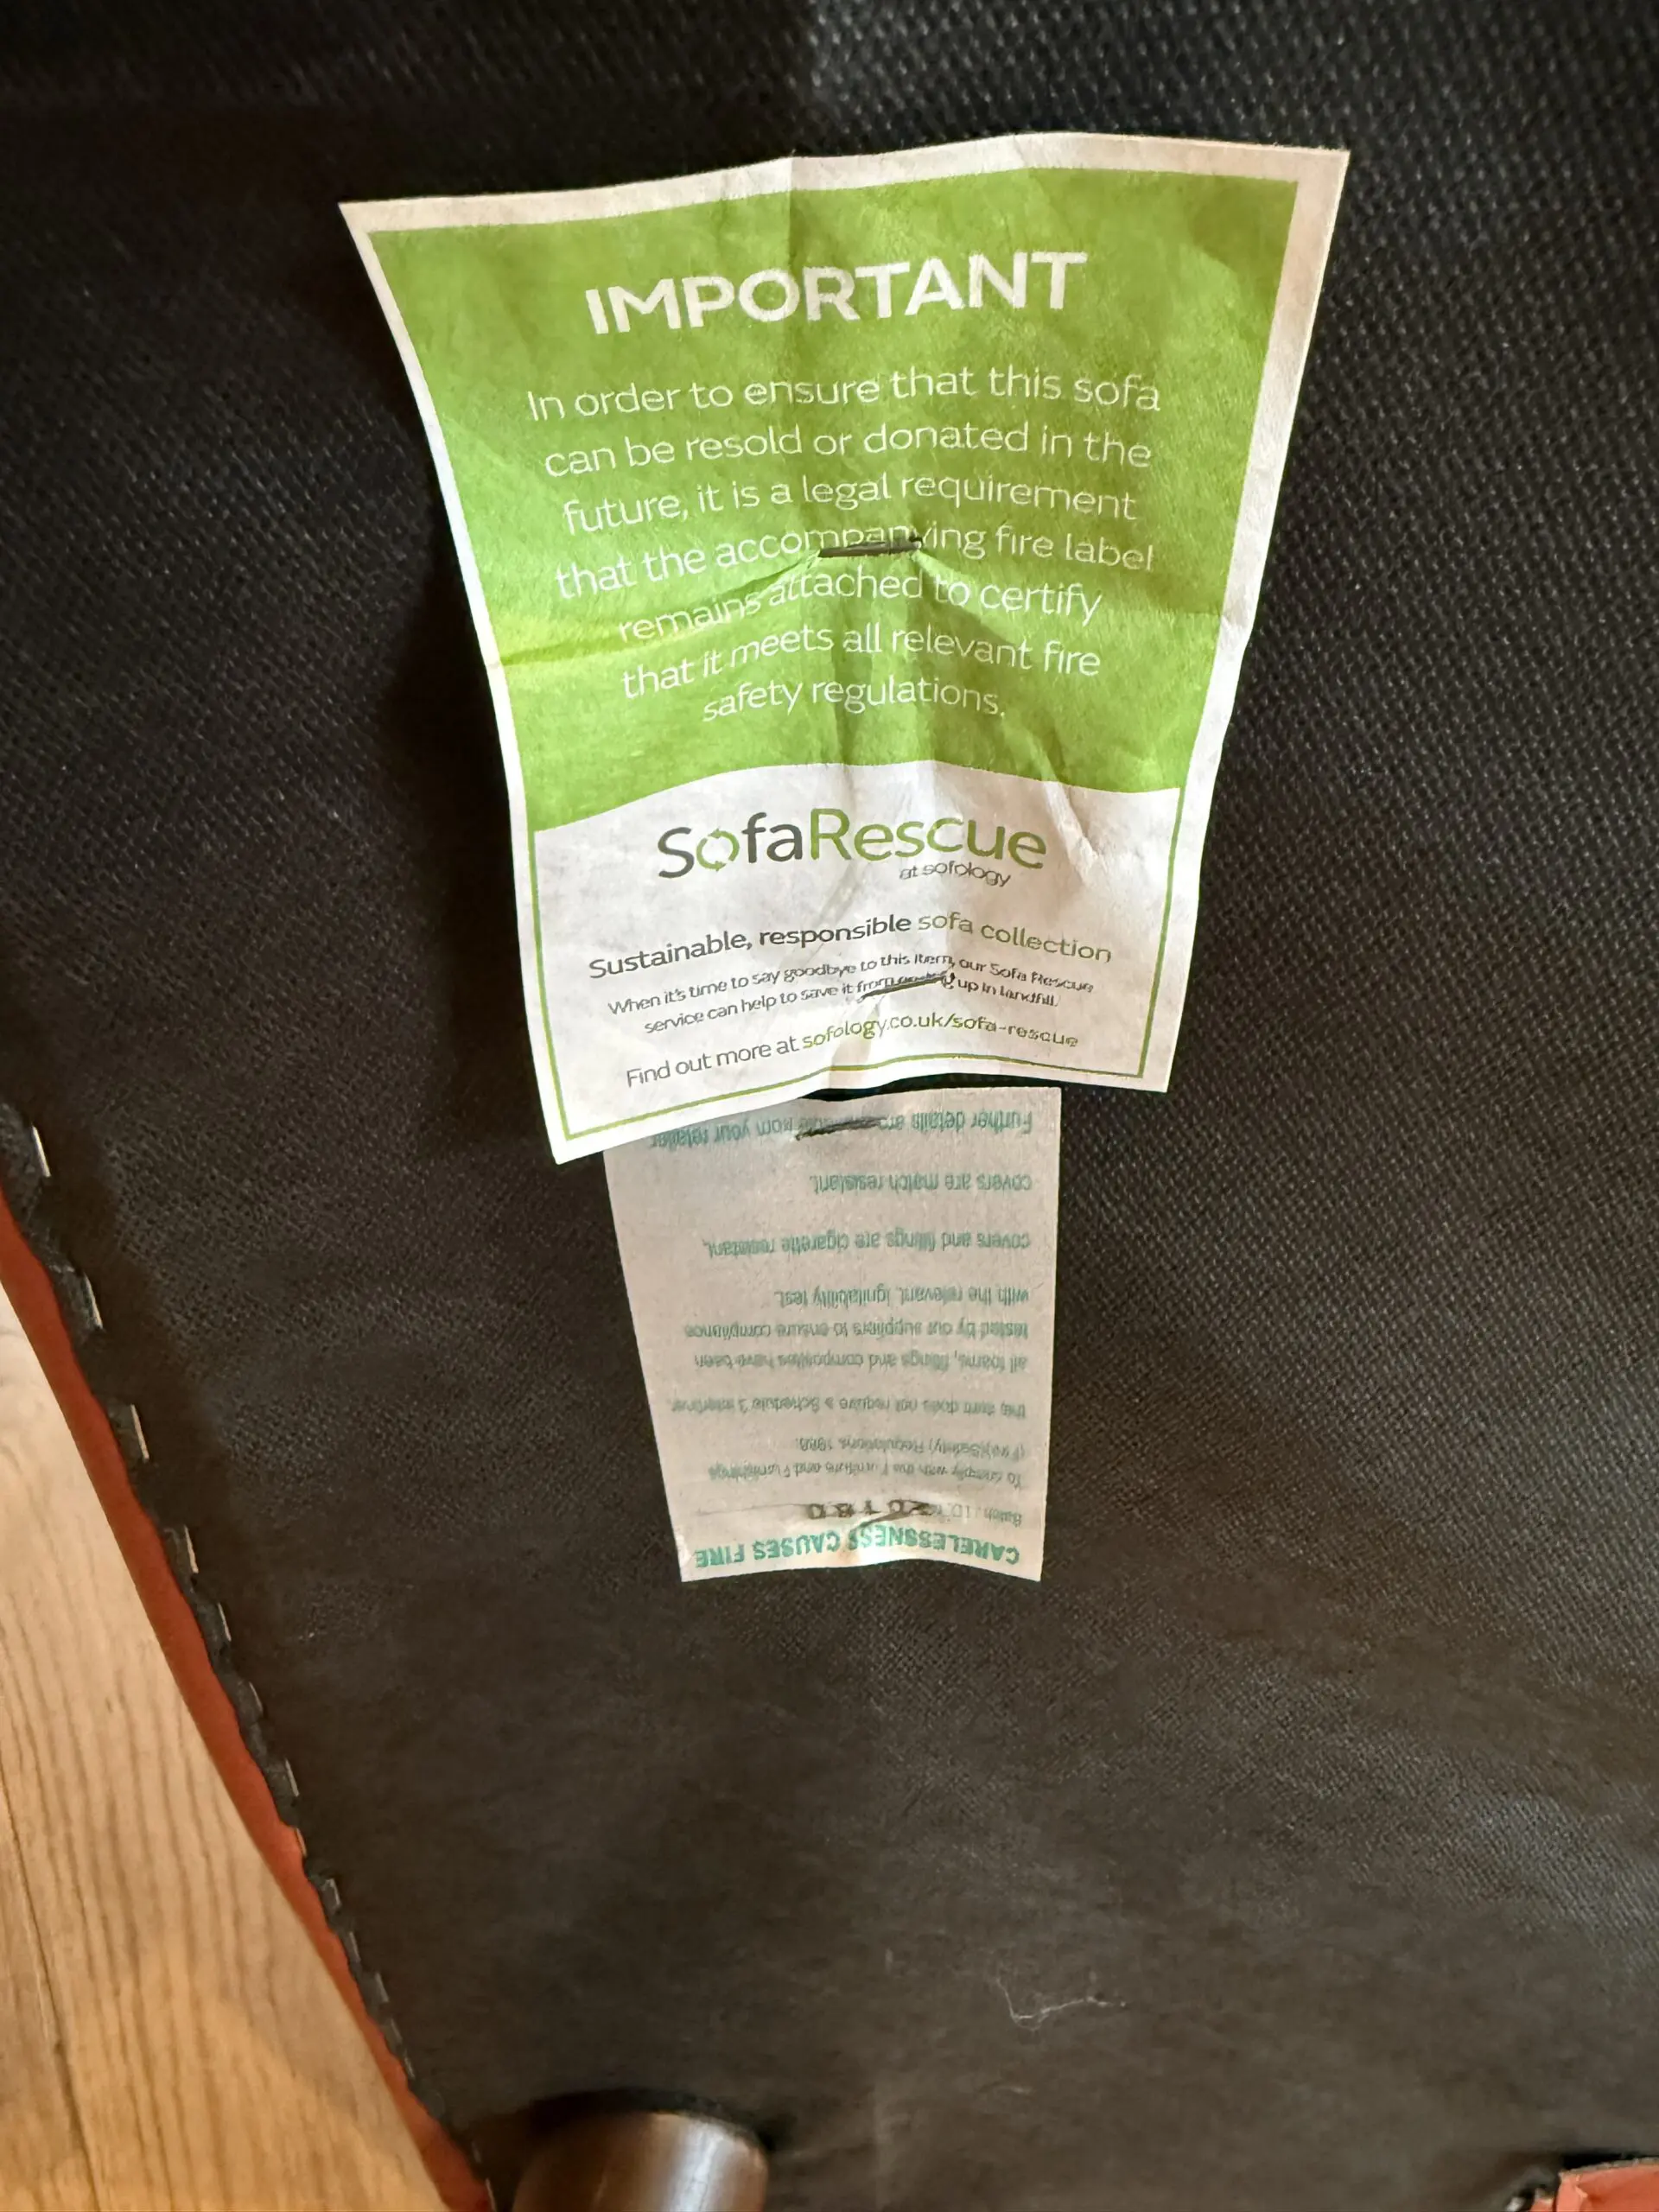 IMPORTANT
In order to ensure that this sofa
can be resold or donated in the
future, it is a legal requirement
that the accompanying fire label
remains attached to certify
that it meets all relevant fire
safety regulations.
SofaRescue
at sofology
Sustainable, responsible sofa collection
When it's time to say goodbye to this item, our Sofa Rescue
service can help to save it from ending up in landfill.
Find out more at sofology.co.uk/sofa-rescue
CARELESSNESS CAUSES FIRE
Batch / ID
To comply with the Furniture and Furnishings
(Fire)(Safety) Regulations 1988:
this item does not require a Schedule 3 interliner.
all foams, fillings and composites have been
tested by our suppliers to ensure compliance
with the relevant, ignitability test.
covers and fillings are cigarette resistant.
covers are match resistant.
Further details are from your retailer